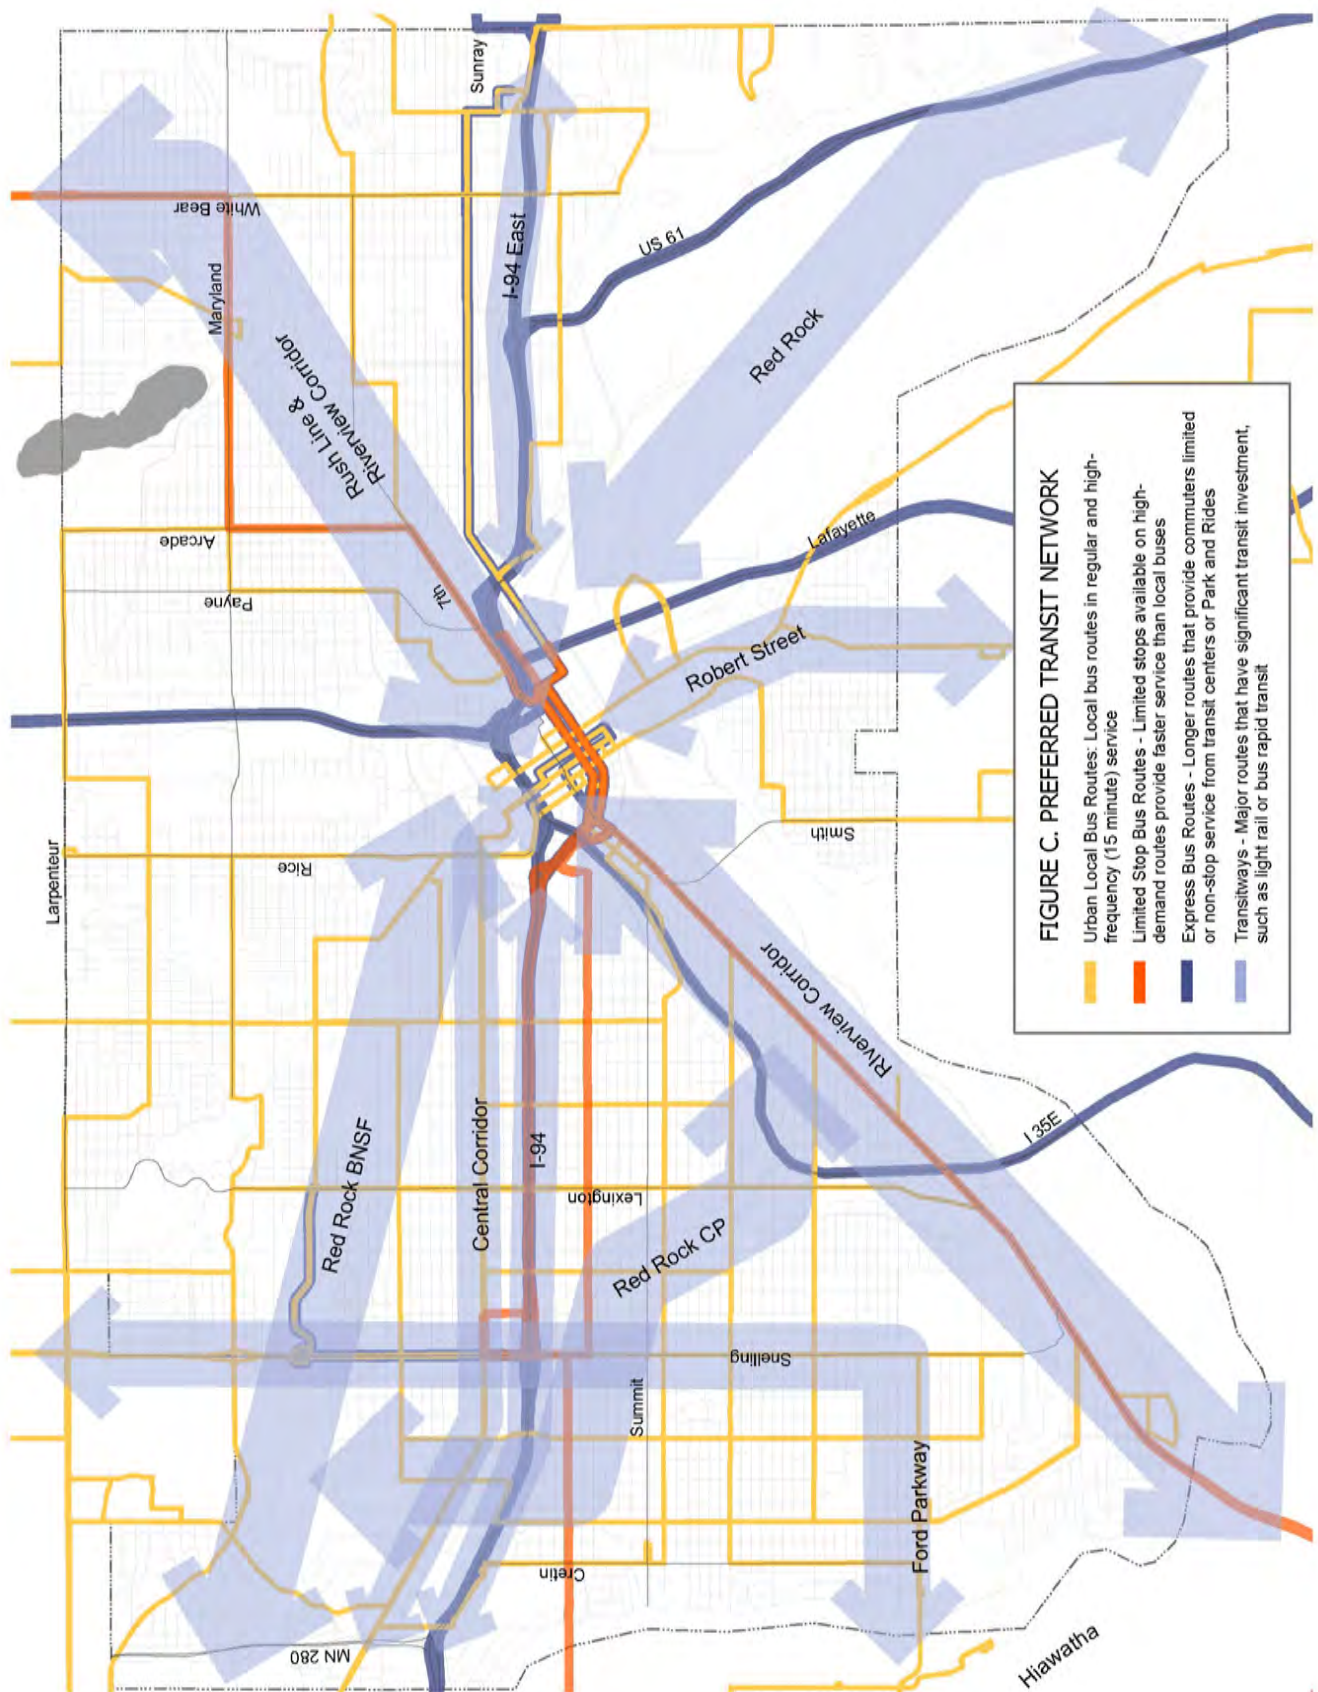 Larpenteur
Sunray
White Bear
Maryland
Rush Line &
Riverview Corridor
I-94 East
US 61
Red Rock
Arcade
Payne
7th
Lafayette
Robert Street
Rice
Smith
Riverview Corridor
I 35E
Red Rock BNSF
Central Corridor
I-94
Lexington
Red Rock CP
Snelling
Summit
Ford Parkway
Cretin
MN 280
Hiawatha
FIGURE C. PREFERRED TRANSIT NETWORK
Urban Local Bus Routes: Local bus routes in regular and high-
frequency (15 minute) service
Limited Stop Bus Routes - Limited stops available on high-
demand routes provide faster service than local buses
Express Bus Routes - Longer routes that provide commuters limited
or non-stop service from transit centers or Park and Rides
Transitways - Major routes that have significant transit investment,
such as light rail or bus rapid transit